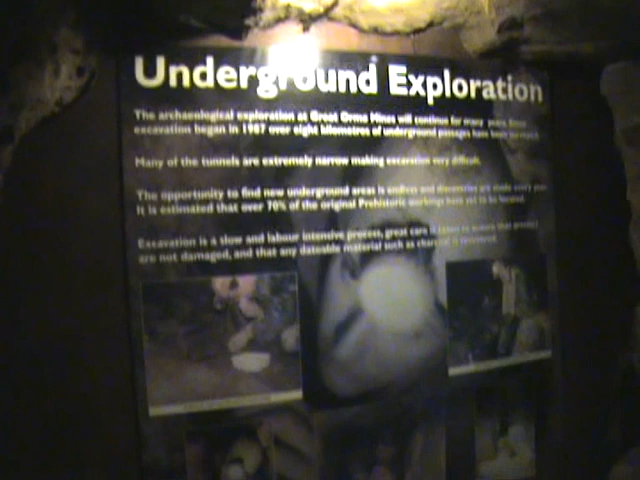 Underground Exploration
The archaeological exploration at Great Orme Mines will continue for many years. Since
excavation began in 1987 over eight kilometres of underground passages have been
Many of the tunnels are extremely narrow making excavation very difficult.
The opportunity to find new underground areas is endless and discoveries are made every year.
It is estimated that over 70% of the original Prehistoric workings have yet to be located.
Excavation is a slow and labour intensive process, great care is taken to ensure that
are not damaged, and that any dateable material such as charcoal is recovered.